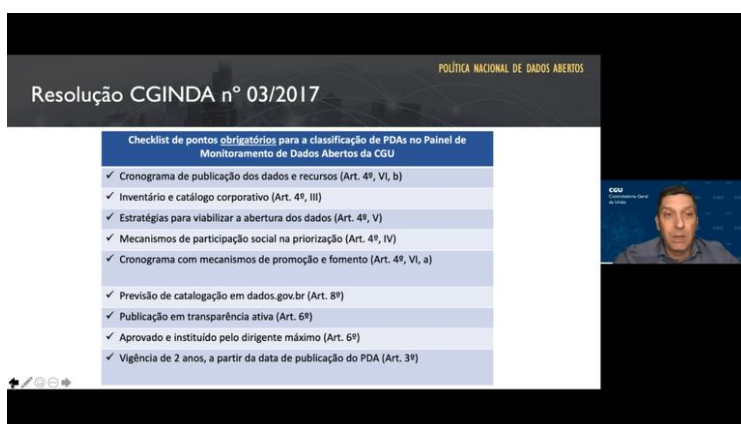 POLÍTICA NACIONAL DE DADOS ABERTOS
Resolução CGINDA nº 03/2017
Checklist de pontos obrigatórios para a classificação de PDAs no Painel de
Monitoramento de Dados Abertos da CGU
✓ Cronograma de publicação dos dados e recursos (Art. 4º, VI, b)
✓ Inventário e catálogo corporativo (Art. 4º, III)
✓ Estratégias para viabilizar a abertura dos dados (Art. 4º, V)
✓ Mecanismos de participação social na priorização (Art. 4º, IV)
✓ Cronograma com mecanismos de promoção e fomento (Art. 4º, VI, a)
✓ Previsão de catalogação em dados.gov.br (Art. 8º)
✓ Publicação em transparência ativa (Art. 6º)
✓ Aprovado e instituído pelo dirigente máximo (Art. 6º)
✓ Vigência de 2 anos, a partir da data de publicação do PDA (Art. 3º)
CGU
Controladoria-Geral
da União